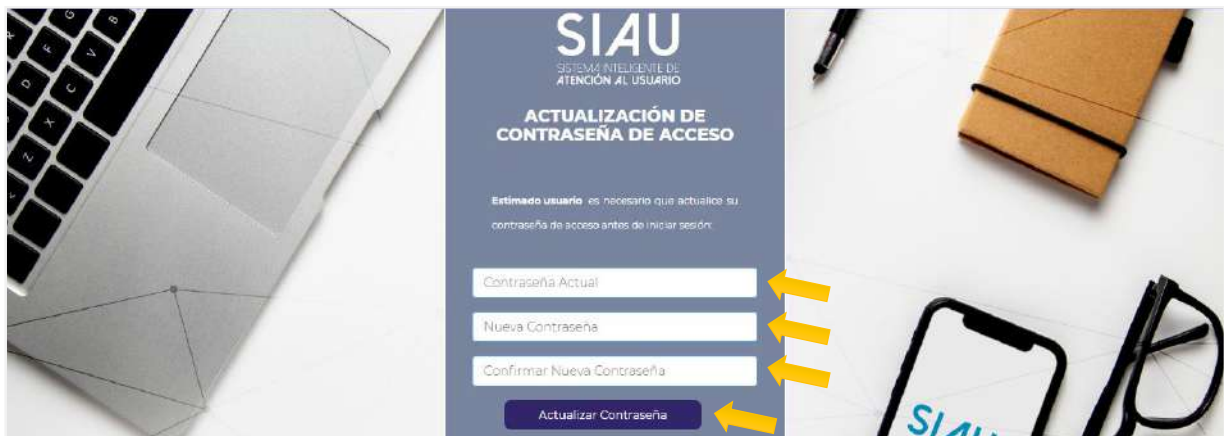 SIAU
SISTEMA INTELIGENTE DE
ATENCIÓN AL USUARIO
ACTUALIZACIÓN DE
CONTRASEÑA DE ACCESO
Estimado usuario es necesario que actualice su
contraseña de acceso antes de iniciar sesión:
Contraseña Actual
Nueva Contraseña
Confirmar Nueva Contraseña
Actualizar Contraseña
SIAU